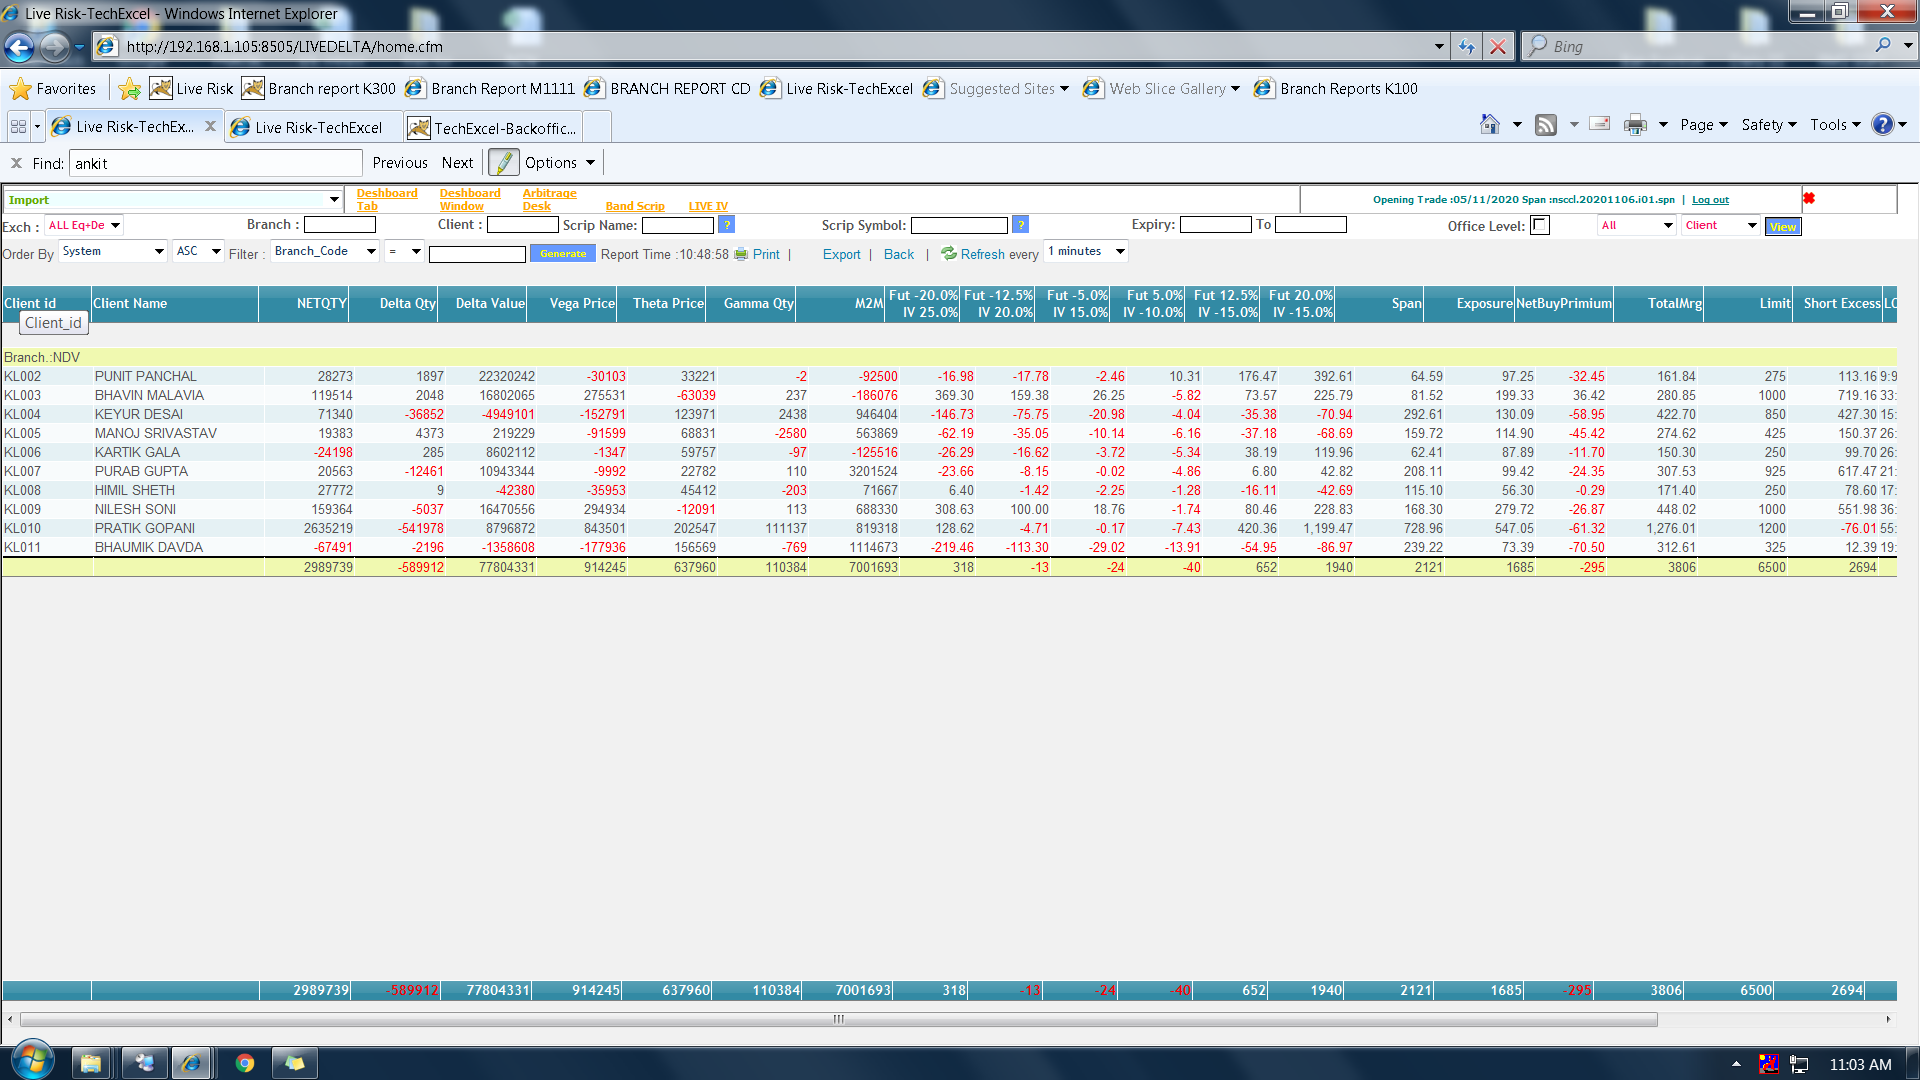 Live Risk-TechExcel - Windows Internet Explorer
http://192.168.1.105:8505/LIVEDELTA/home.cfm
Bing
Favorites Live Risk Branch report K300 Branch Report M1111 BRANCH REPORT CD Live Risk-TechExcel Suggested Sites Web Slice Gallery Branch Reports K100
Live Risk-TechEx... X Live Risk-TechExcel TechExcel-Backoffic... Page Safety Tools
x Find: ankit Previous Next Options
Import Deshboard Tab Deshboard Window Arbitrage Desk Band Scrip LIVE IV Opening Trade :05/11/2020 Span :nsccl.20201106.i01.spn | Log out
Exch : ALL Eq+De Branch : Client : Scrip Name: ? Scrip Symbol: ? Expiry: To Office Level: All Client View
Order By System ASC Filter : Branch_Code = Generate Report Time :10:48:58 Print | Export | Back | Refresh every 1 minutes
Client id Client Name NETQTY Delta Qty Delta Value Vega Price Theta Price Gamma Qty M2M Fut -20.0% IV 25.0% Fut -12.5% IV 20.0% Fut -5.0% IV 15.0% Fut 5.0% IV -10.0% Fut 12.5% IV -15.0% Fut 20.0% IV -15.0% Span Exposure NetBuyPrimium TotalMrg Limit Short Excess
Client_id
Branch.:NDV
KL002 PUNIT PANCHAL 28273 1897 22320242 -30103 33221 -2 -92500 -16.98 -17.78 -2.46 10.31 176.47 392.61 64.59 97.25 -32.45 161.84 275 113.16 9:9
KL003 BHAVIN MALAVIA 119514 2048 16802065 275531 -63039 237 -186076 369.30 159.38 26.25 -5.82 73.57 225.79 81.52 199.33 36.42 280.85 1000 719.16 33:
KL004 KEYUR DESAI 71340 -36852 -4949101 -152791 123971 2438 946404 -146.73 -75.75 -20.98 -4.04 -35.38 -70.94 292.61 130.09 -58.95 422.70 850 427.30 15:
KL005 MANOJ SRIVASTAV 19383 4373 219229 -91599 68831 -2580 563869 -62.19 -35.05 -10.14 -6.16 -37.18 -68.69 159.72 114.90 -45.42 274.62 425 150.37 26:
KL006 KARTIK GALA -24198 285 8602112 -1347 59757 -97 -125516 -26.29 -16.62 -3.72 -5.34 38.19 119.96 62.41 87.89 -11.70 150.30 250 99.70 26:
KL007 PURAB GUPTA 20563 -12461 10943344 -9992 22782 110 3201524 -23.66 -8.15 -0.02 -4.86 6.80 42.82 208.11 99.42 -24.35 307.53 925 617.47 21:
KL008 HIMIL SHETH 27772 9 -42380 -35953 45412 -203 71667 6.40 -1.42 -2.25 -1.28 -16.11 -42.69 115.10 56.30 -0.29 171.40 250 78.60 17:
KL009 NILESH SONI 159364 -5037 16470556 294934 -12091 113 688330 308.63 100.00 18.76 -1.74 80.46 228.83 168.30 279.72 -26.87 448.02 1000 551.98 36:
KL010 PRATIK GOPANI 2635219 -541978 8796872 843501 202547 111137 819318 128.62 -4.71 -0.17 -7.43 420.36 1,199.47 728.96 547.05 -61.32 1,276.01 1200 -76.01 55:
KL011 BHAUMIK DAVDA -67491 -2196 -1358608 -177936 156569 -769 1114673 -219.46 -113.30 -29.02 -13.91 -54.95 -86.97 239.22 73.39 -70.50 312.61 325 12.39 19:
2989739 -589912 77804331 914245 637960 110384 7001693 318 -13 -24 -40 652 1940 2121 1685 -295 3806 6500 2694
2989739 -589912 77804331 914245 637960 110384 7001693 318 -13 -24 -40 652 1940 2121 1685 -295 3806 6500 2694
11:03 AM